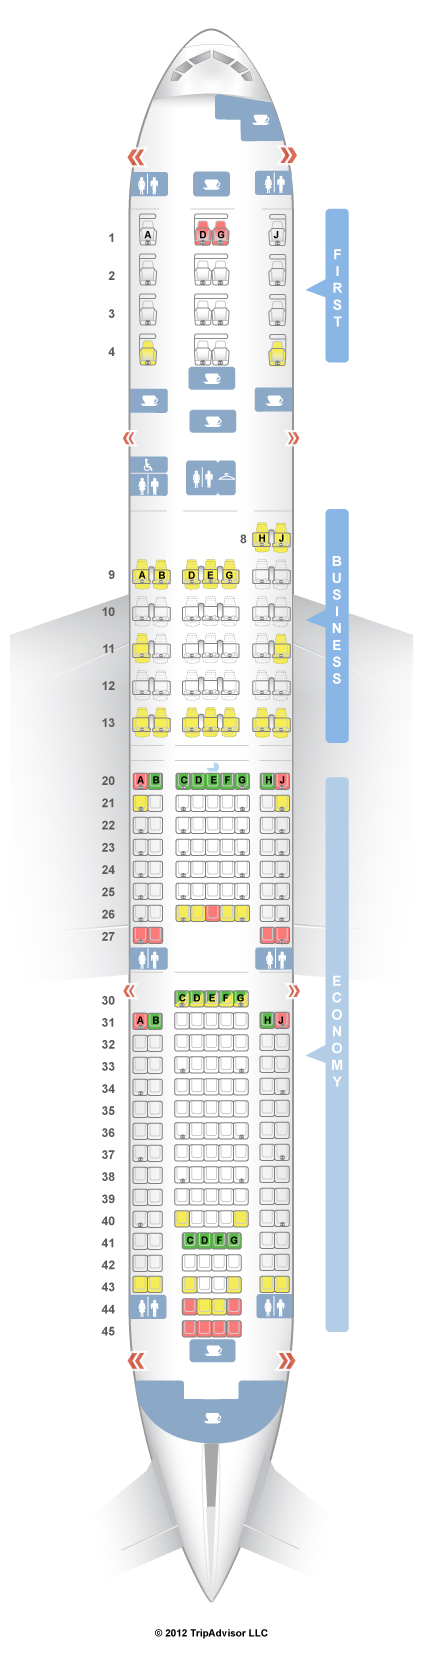 1 A D G J
2
3
4
FIRST
8 H J
9 A B D E G
10
11
12
13
BUSINESS
20 A B C D E F G H J
21
22
23
24
25
26
27
30 C D E F G
31 A B H J
32
33
34
35
36
37
38
39
40
41 C D F G
42
43
44
45
ECONOMY
© 2012 TripAdvisor LLC